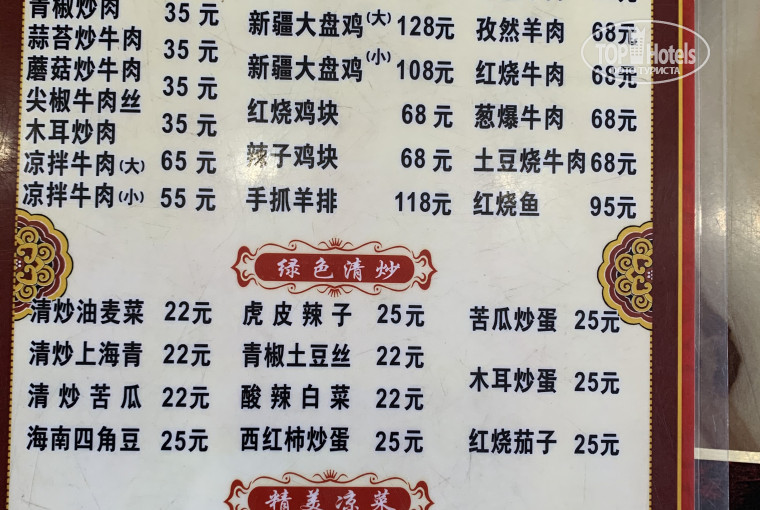 青椒炒肉 35元
蒜苔炒牛肉 35元
蘑菇炒牛肉
尖椒牛肉丝 35元
木耳炒肉 35元
凉拌牛肉(大) 65元
凉拌牛肉(小) 55元
新疆大盘鸡(大) 128元
新疆大盘鸡(小) 108元
红烧鸡块 68元
辣子鸡块 68元
手抓羊排 118元
孜然羊肉 68元
红烧牛肉 68元
葱爆牛肉 68元
土豆烧牛肉 68元
红烧鱼 95元
TopHotels
绿色清炒
清炒油麦菜 22元
清炒上海青 22元
清炒苦瓜 22元
海南四角豆 25元
虎皮辣子 25元
青椒土豆丝 22元
酸辣白菜 22元
西红柿炒蛋 25元
苦瓜炒蛋 25元
木耳炒蛋 25元
红烧茄子 25元
精美凉菜